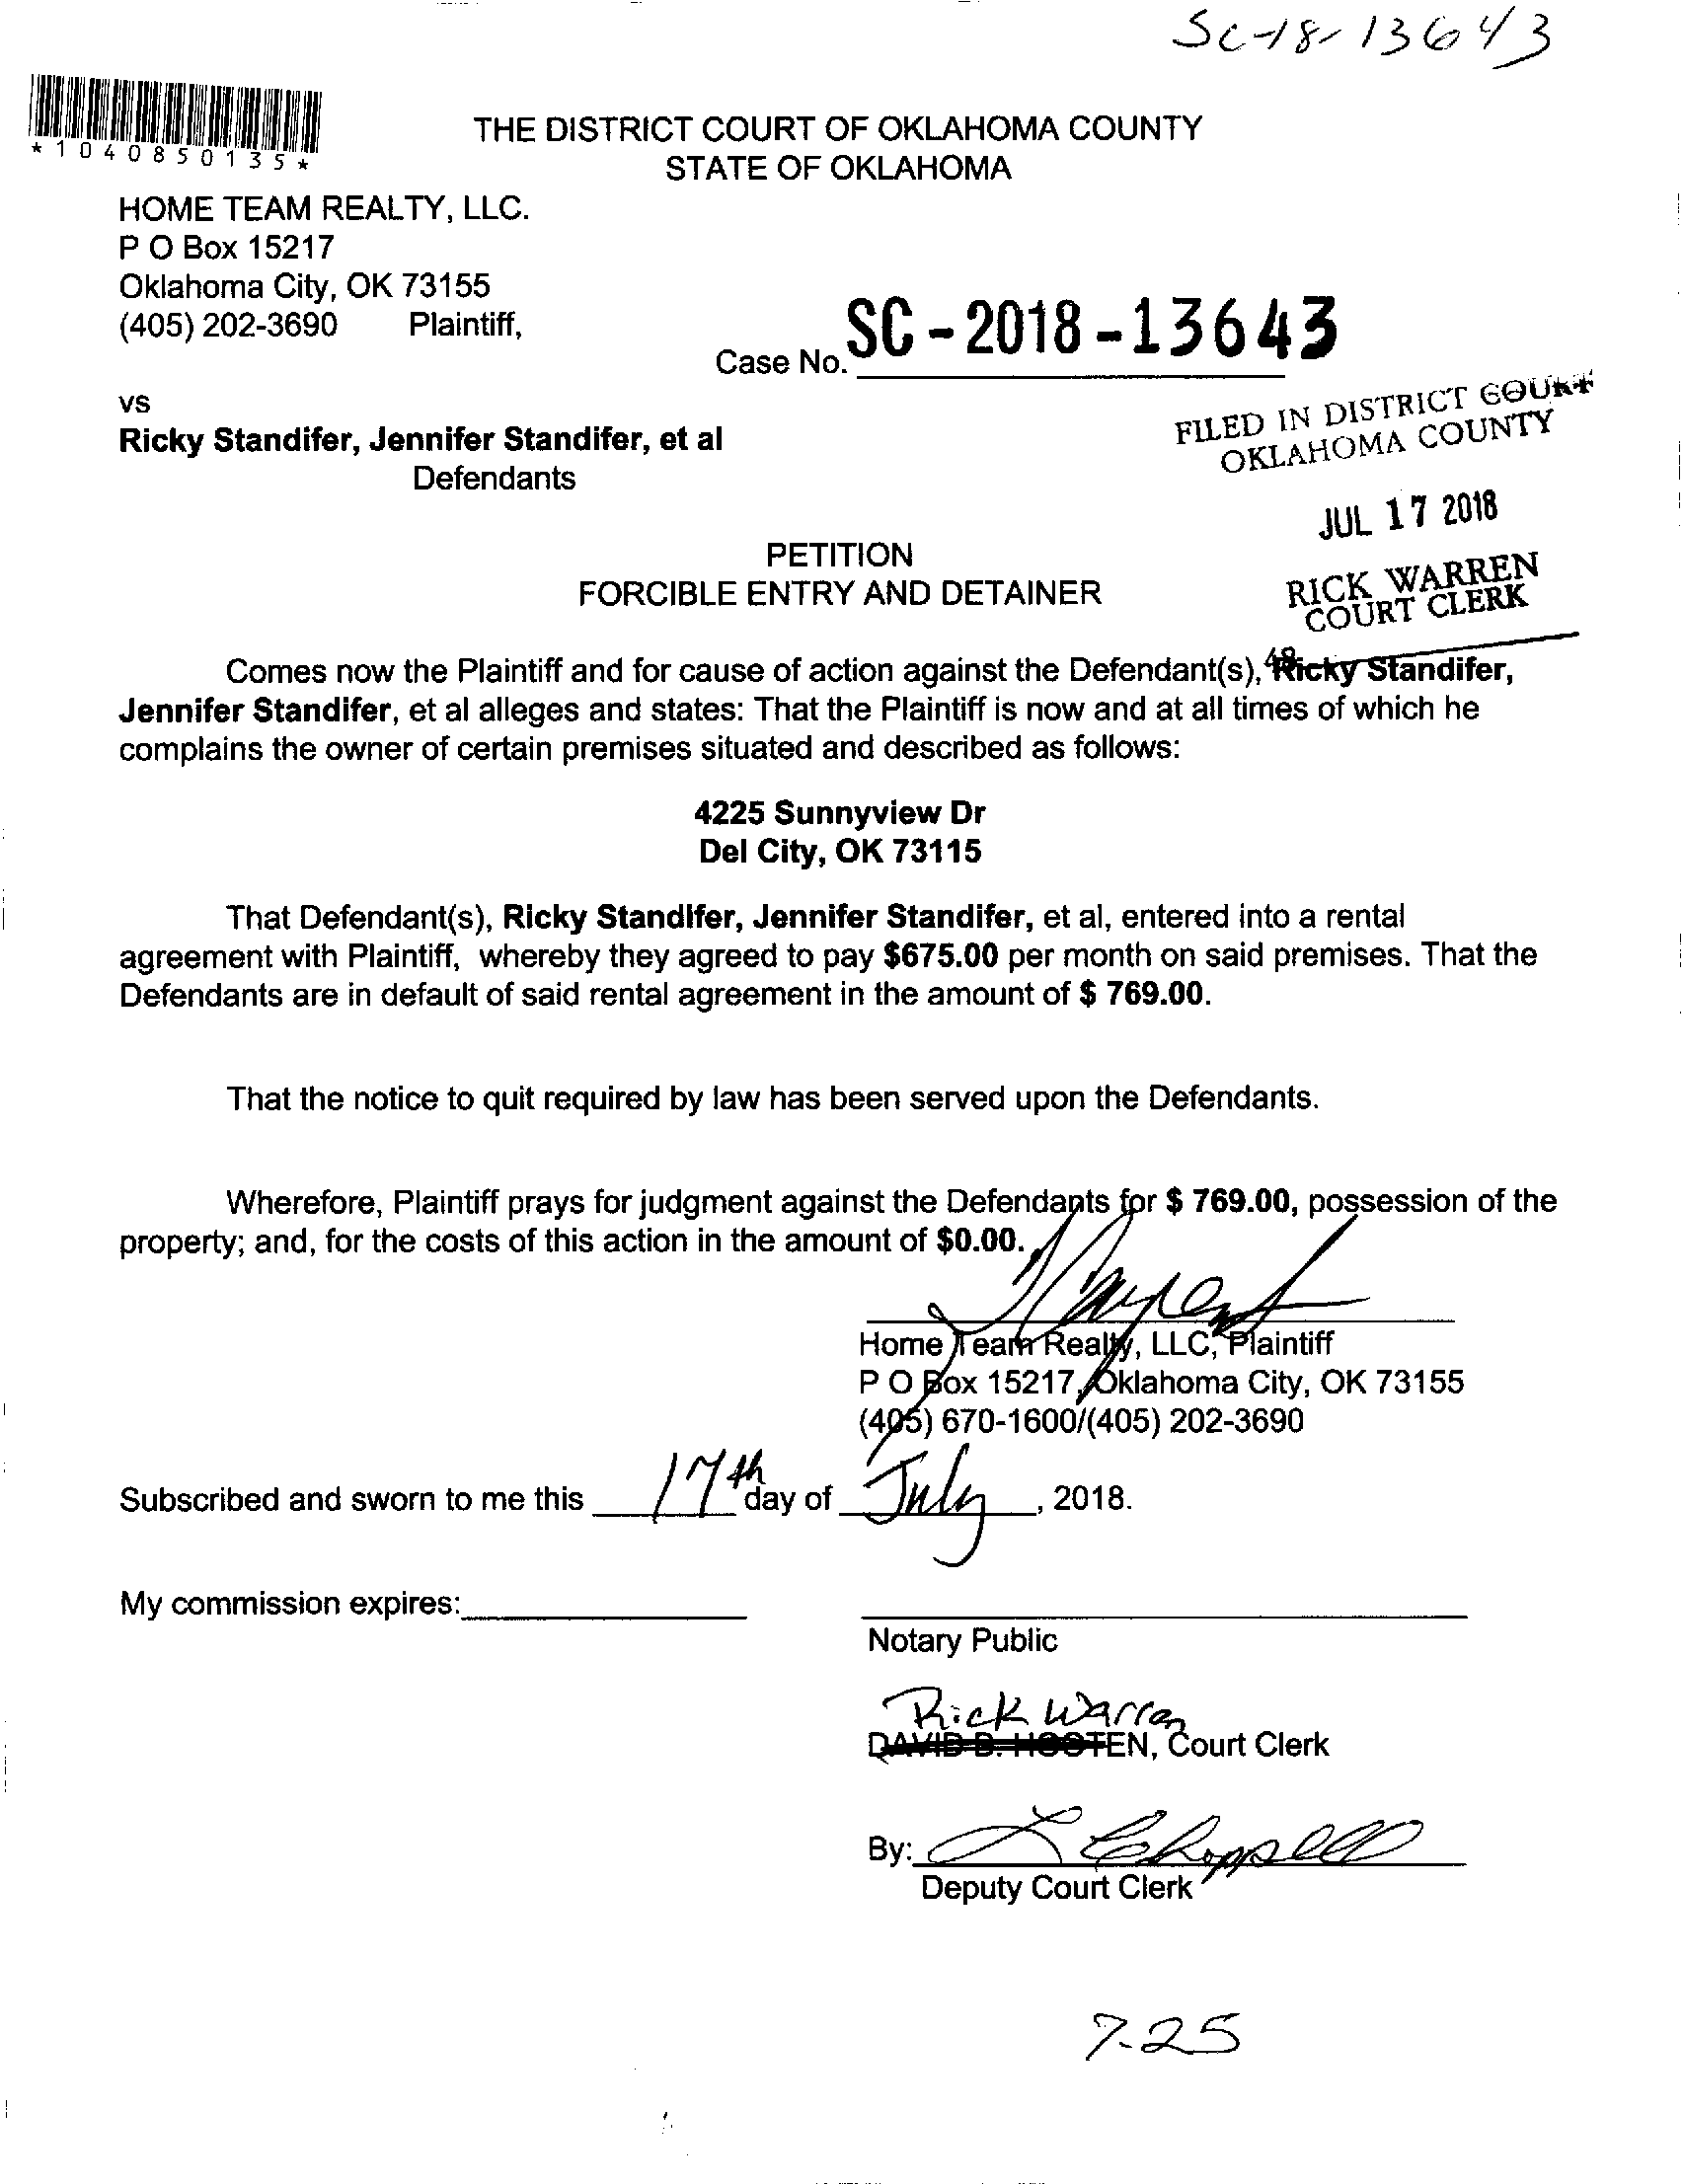 SC-18-13643
*1040850135*
THE DISTRICT COURT OF OKLAHOMA COUNTY
STATE OF OKLAHOMA
HOME TEAM REALTY, LLC.
P O Box 15217
Oklahoma City, OK 73155
(405) 202-3690 Plaintiff,
Case No. SC-2018-13643
vs
Ricky Standifer, Jennifer Standifer, et al
Defendants
FILED IN DISTRICT COURT
OKLAHOMA COUNTY
JUL 17 2018
RICK WARREN
COURT CLERK
48
PETITION
FORCIBLE ENTRY AND DETAINER
Comes now the Plaintiff and for cause of action against the Defendant(s), Ricky Standifer,
Jennifer Standifer, et al alleges and states: That the Plaintiff is now and at all times of which he
complains the owner of certain premises situated and described as follows:
4225 Sunnyview Dr
Del City, OK 73115
That Defendant(s), Ricky Standifer, Jennifer Standifer, et al, entered into a rental
agreement with Plaintiff, whereby they agreed to pay $675.00 per month on said premises. That the
Defendants are in default of said rental agreement in the amount of $ 769.00.
That the notice to quit required by law has been served upon the Defendants.
Wherefore, Plaintiff prays for judgment against the Defendants for $ 769.00, possession of the
property; and, for the costs of this action in the amount of $0.00.
Home Team Realty, LLC, Plaintiff
P O Box 15217, Oklahoma City, OK 73155
(405) 670-1600/(405) 202-3690
Subscribed and sworn to me this 17th day of July, 2018.
My commission expires:
Notary Public
Rick Warren
DAVID B. HOOTEN, Court Clerk
By: L Chappell
Deputy Court Clerk
7-25